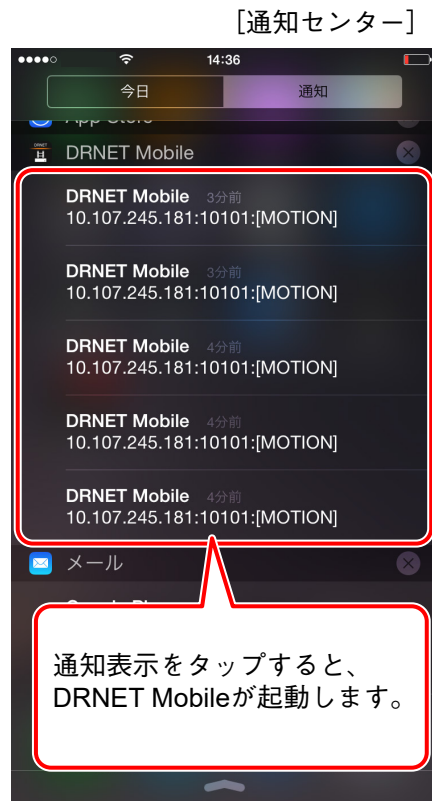 [通知センター]
14:36
今日 通知
App Store
DRNET Mobile
DRNET Mobile 3分前
10.107.245.181:10101:[MOTION]
DRNET Mobile 3分前
10.107.245.181:10101:[MOTION]
DRNET Mobile 4分前
10.107.245.181:10101:[MOTION]
DRNET Mobile 4分前
10.107.245.181:10101:[MOTION]
DRNET Mobile 4分前
10.107.245.181:10101:[MOTION]
メール
通知表示をタップすると、
DRNET Mobileが起動します。